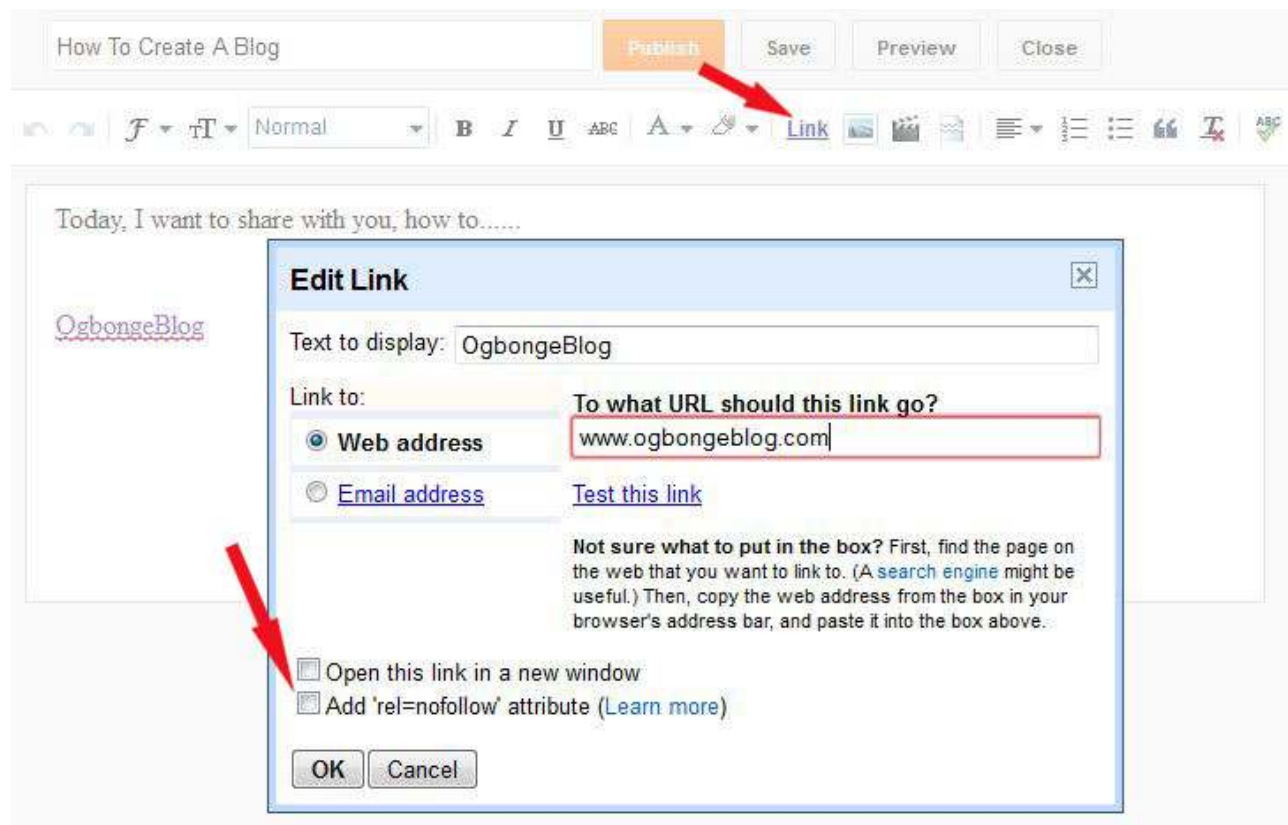 How To Create A Blog Publish Save Preview Close
F TT Normal B I U ABC A Link ABC
Today, I want to share with you, how to......
Edit Link
OgbongeBlog
Text to display: OgbongeBlog
Link to:
To what URL should this link go?
Web address
www.ogbongeblog.com
Email address
Test this link
Not sure what to put in the box? First, find the page on
the web that you want to link to. (A search engine might be
useful.) Then, copy the web address from the box in your
browser's address bar, and paste it into the box above.
Open this link in a new window
Add 'rel=nofollow' attribute (Learn more)
OK Cancel